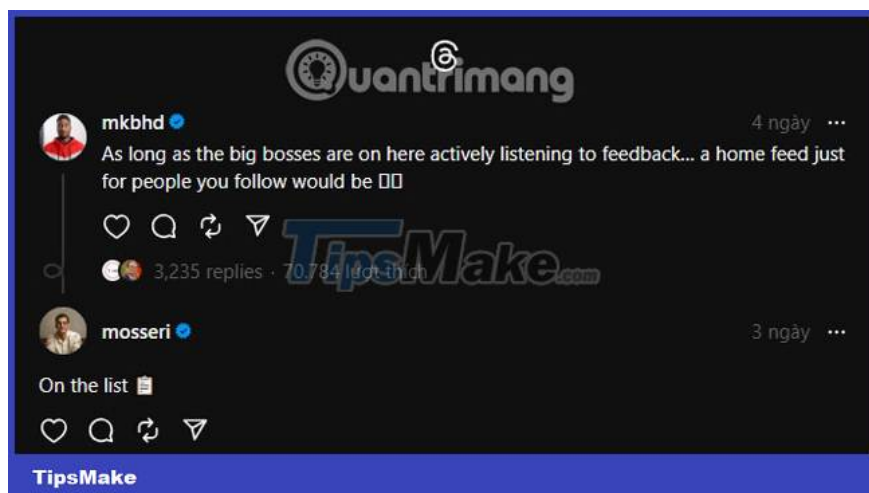 Quantrimang
mkbhd
4 ngày
As long as the big bosses are on here actively listening to feedback... a home feed just
for people you follow would be
3,235 replies · 70.784 lượt thích
TipsMake.com
mosseri
3 ngày
On the list
TipsMake